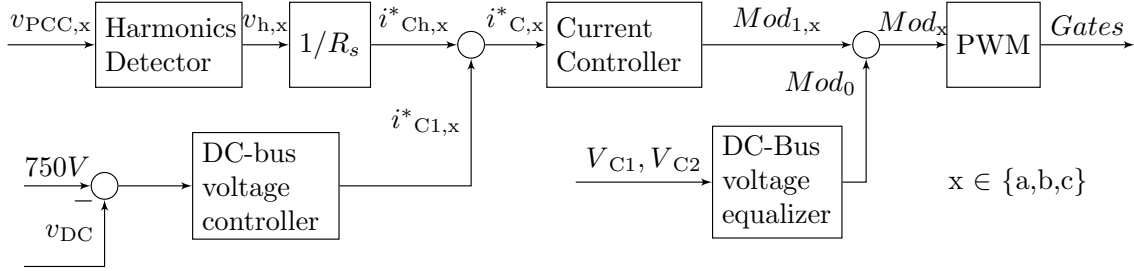 v_PCC,x
Harmonics
Detector
v_h,x
1/R_s
i*_Ch,x
i*_C,x
Current
Controller
Mod_1,x
Mod_x
PWM
Gates
Mod_0
i*_C1,x
750V
−
v_DC
DC-bus
voltage
controller
V_C1, V_C2
DC-Bus
voltage
equalizer
x ∈ {a,b,c}